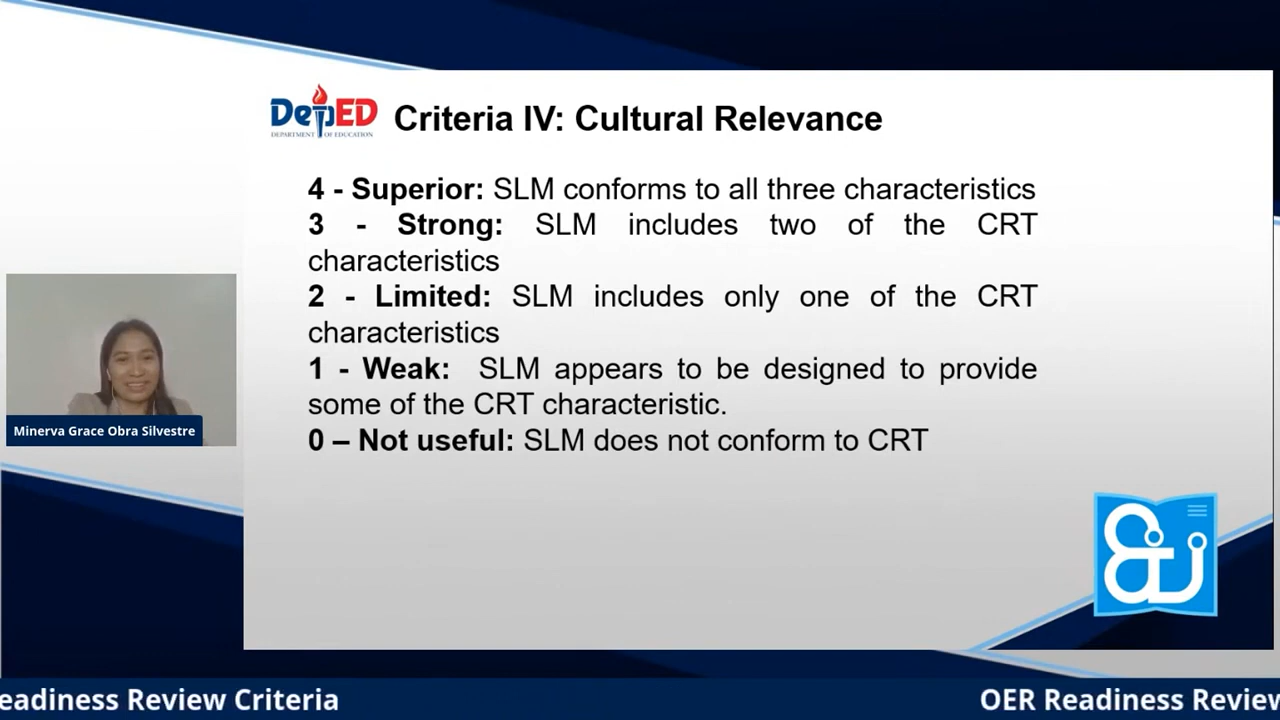 DepED
DEPARTMENT OF EDUCATION
Criteria IV: Cultural Relevance
4 - Superior: SLM conforms to all three characteristics
3 - Strong: SLM includes two of the CRT
characteristics
2 - Limited: SLM includes only one of the CRT
characteristics
1 - Weak: SLM appears to be designed to provide
some of the CRT characteristic.
0 – Not useful: SLM does not conform to CRT
Minerva Grace Obra Silvestre
eadiness Review Criteria
OER Readiness Review